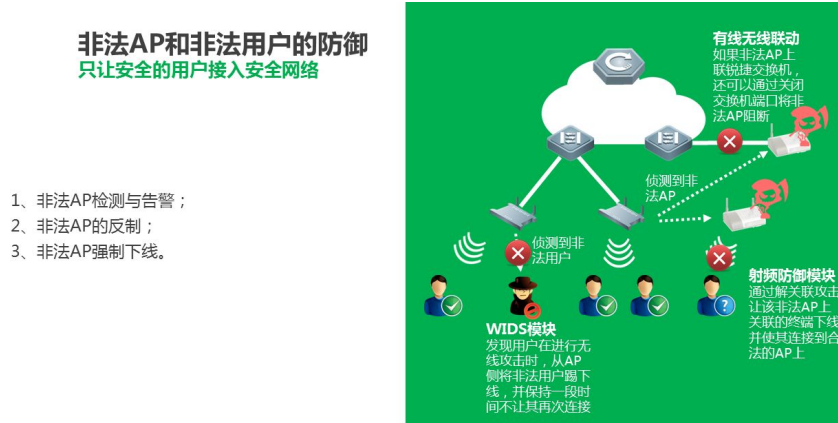 非法AP和非法用户的防御
只让安全的用户接入安全网络
1、非法AP检测与告警；
2、非法AP的反制；
3、非法AP强制下线。
有线无线联动
如果非法AP上
联锐捷交换机，
还可以通过关闭
交换机端口将非
法AP阻断
侦测到非
法AP
侦测到非
法用户
WIDS模块
发现用户在进行无
线攻击时，从AP
侧将非法用户踢下
线，并保持一段时
间不让其再次连接
射频防御模块
通过解关联攻击
让该非法AP上
关联的终端下线
并使其连接到合
法的AP上